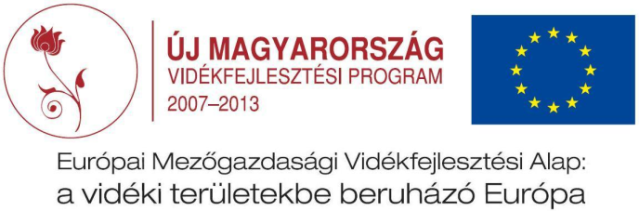 ÚJ MAGYARORSZÁG
VIDÉKFEJLESZTÉSI PROGRAM
2007–2013
Európai Mezőgazdasági Vidékfejlesztési Alap:
a vidéki területekbe beruházó Európa